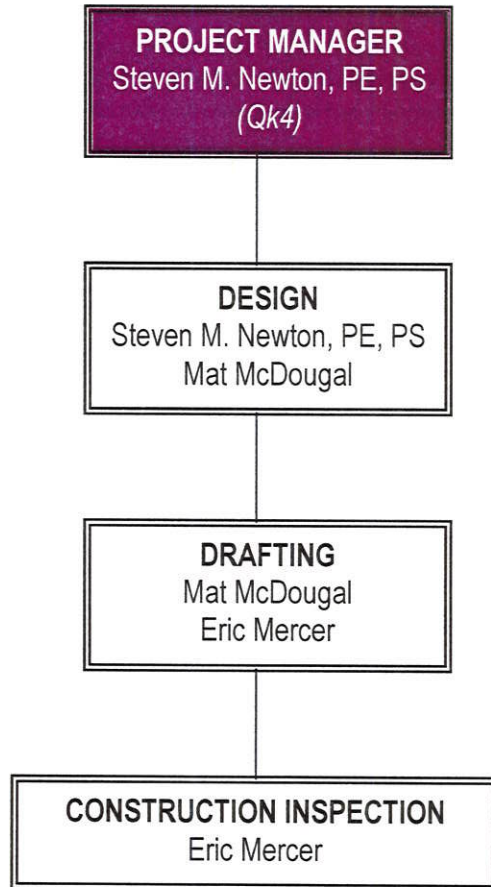 PROJECT MANAGER
Steven M. Newton, PE, PS
(Qk4)
DESIGN
Steven M. Newton, PE, PS
Mat McDougal
DRAFTING
Mat McDougal
Eric Mercer
CONSTRUCTION INSPECTION
Eric Mercer